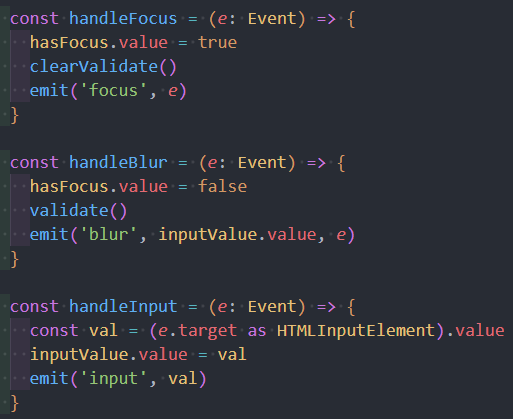 const handleFocus = (e: Event) => {
  hasFocus.value = true
  clearValidate()
  emit('focus', e)
}

const handleBlur = (e: Event) => {
  hasFocus.value = false
  validate()
  emit('blur', inputValue.value, e)
}

const handleInput = (e: Event) => {
  const val = (e.target as HTMLInputElement).value
  inputValue.value = val
  emit('input', val)
}